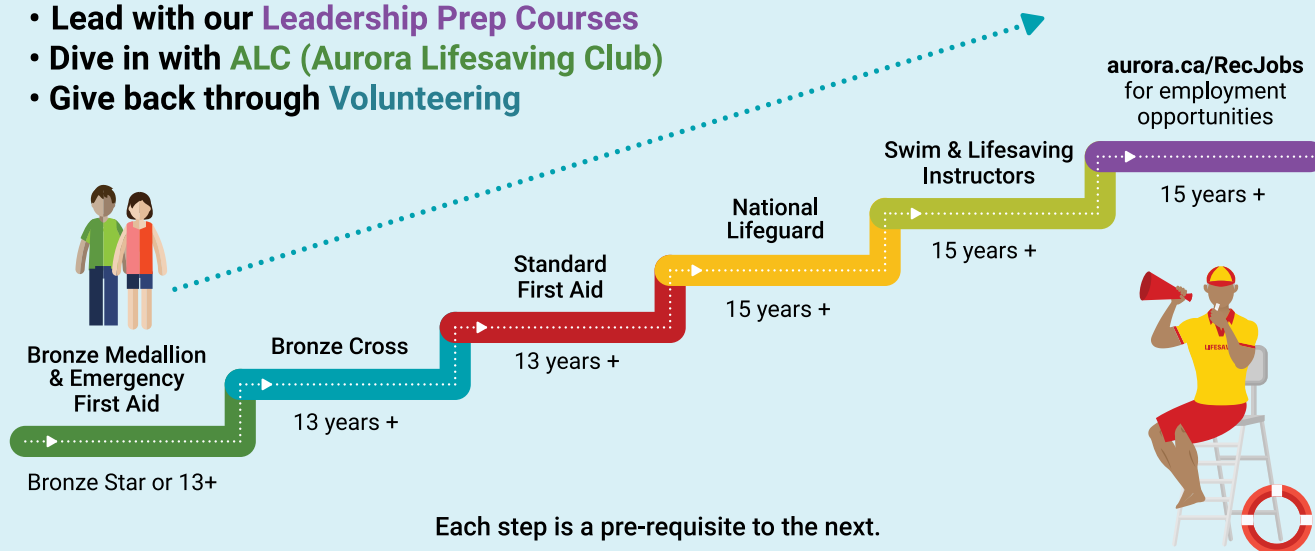 • Lead with our Leadership Prep Courses
• Dive in with ALC (Aurora Lifesaving Club)
• Give back through Volunteering
aurora.ca/RecJobs
for employment
opportunities
15 years +
Swim & Lifesaving
Instructors
15 years +
National
Lifeguard
15 years +
Standard
First Aid
13 years +
Bronze Cross
13 years +
Bronze Medallion
& Emergency
First Aid
Bronze Star or 13+
LIFESA
Each step is a pre-requisite to the next.